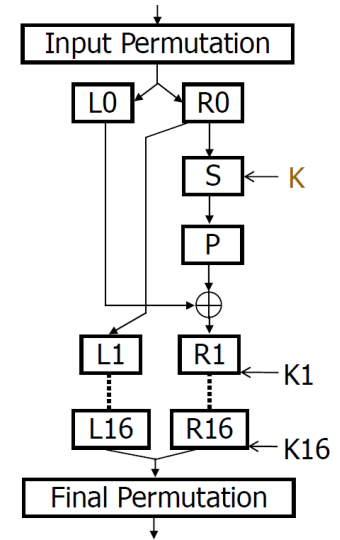 Input Permutation
L0
R0
S
K
P
L1
R1
K1
L16
R16
K16
Final Permutation